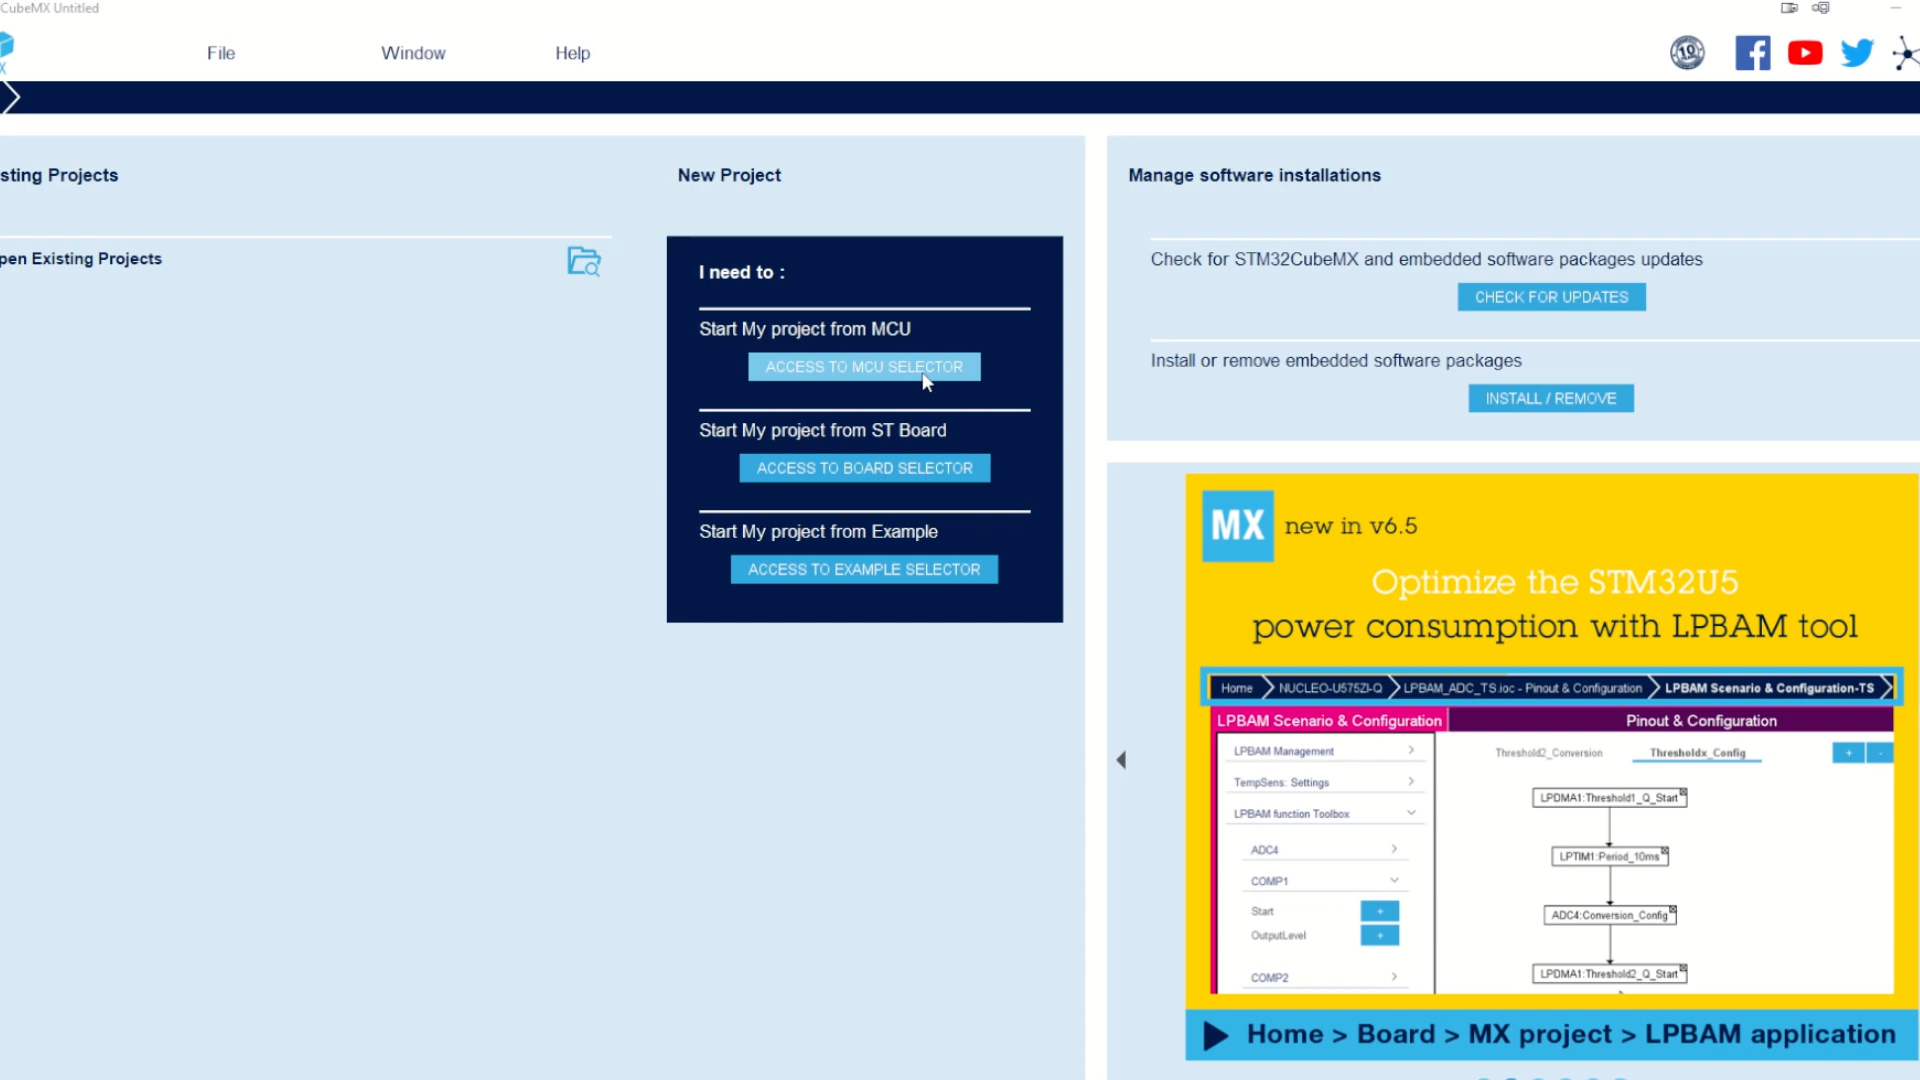 CubeMX Untitled
X
File
Window
Help
10
sting Projects
pen Existing Projects
New Project
I need to :
Start My project from MCU
ACCESS TO MCU SELECTOR
Start My project from ST Board
ACCESS TO BOARD SELECTOR
Start My project from Example
ACCESS TO EXAMPLE SELECTOR
Manage software installations
Check for STM32CubeMX and embedded software packages updates
CHECK FOR UPDATES
Install or remove embedded software packages
INSTALL / REMOVE
MX new in v6.5
Optimize the STM32U5
power consumption with LPBAM tool
Home NUCLEO-U575ZI-Q LPBAM_ADC_TS.ioc - Pinout & Configuration LPBAM Scenario & Configuration-TS
LPBAM Scenario & Configuration
Pinout & Configuration
LPBAM Management
TempSens: Settings
LPBAM function Toolbox
ADC4
COMP1
Start +
OutputLevel +
COMP2
Threshold2_Conversion
Thresholdx_Config
+ -
LPDMA1:Threshold1_Q_Start
LPTIM1:Period_10ms
ADC4:Conversion_Config
LPDMA1:Threshold2_Q_Start
Home > Board > MX project > LPBAM application